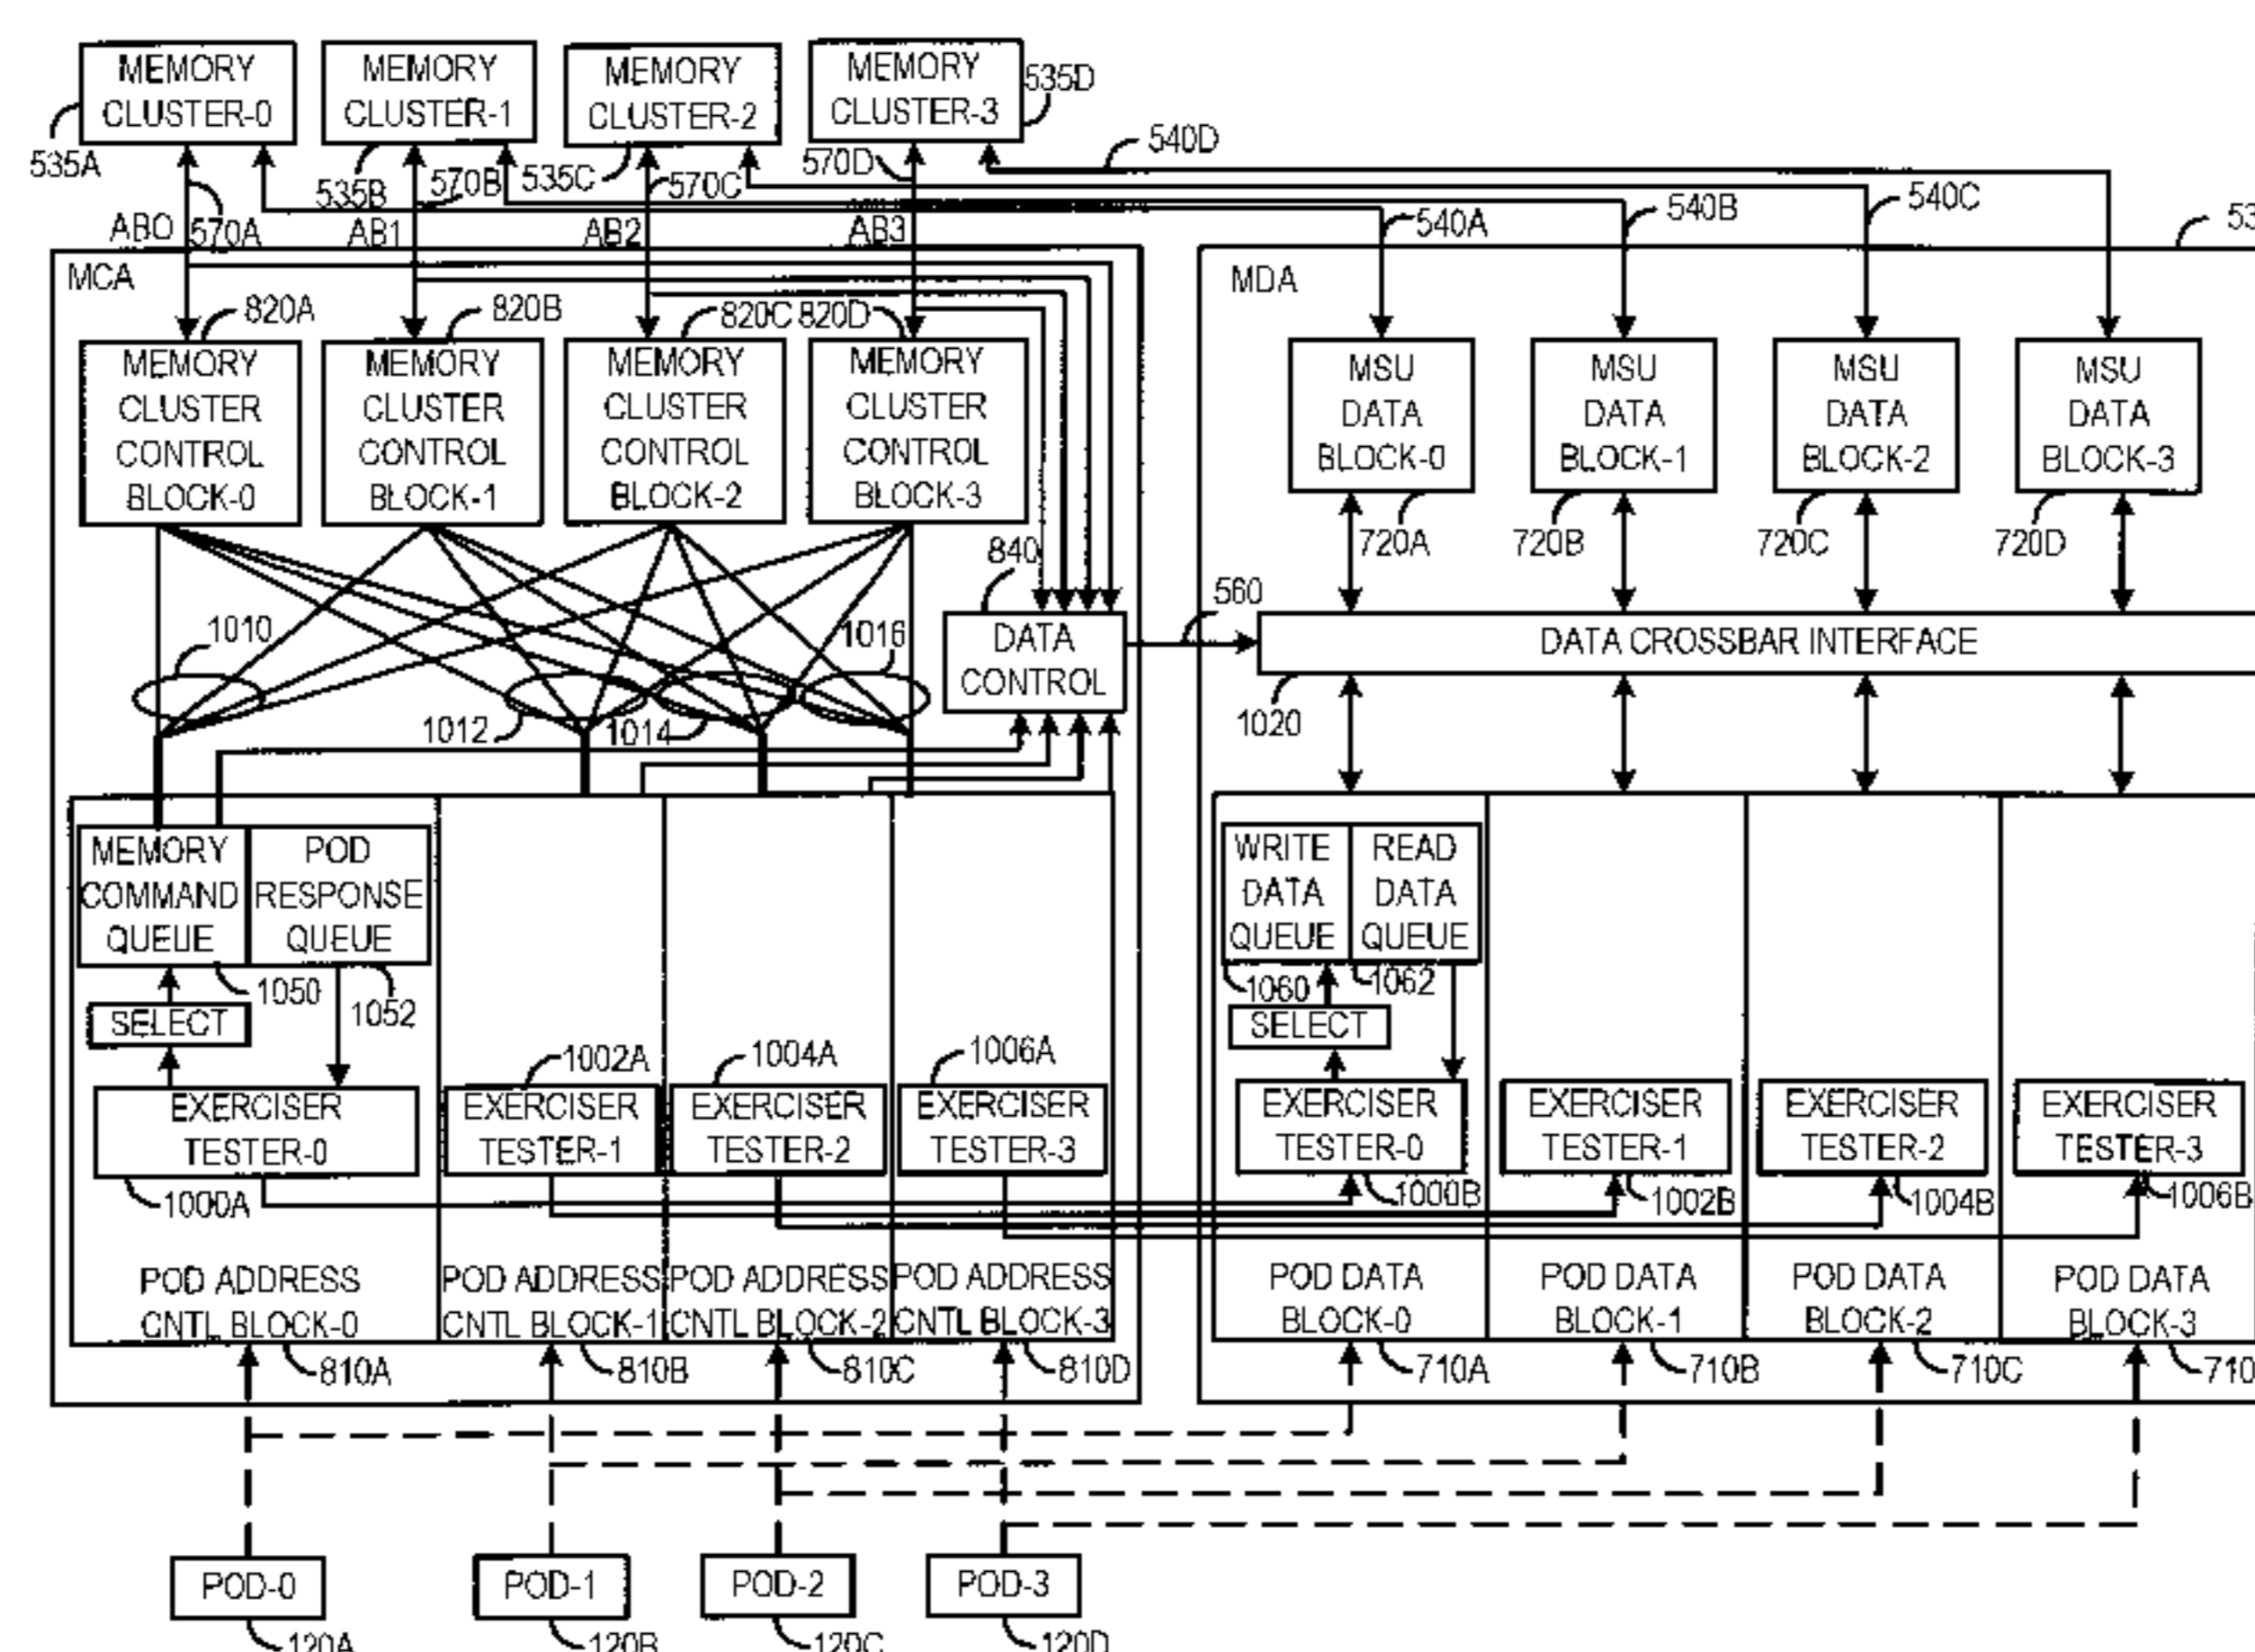 MEMORY
CLUSTER-0
MEMORY
CLUSTER-1
MEMORY
CLUSTER-2
MEMORY
CLUSTER-3
535D
535A
535B
570B
535C
570C
570D
540D
ABO
570A
AB1
AB2
AB3
540A
540B
540C
MCA
MDA
820A
820B
820C
820D
MEMORY
CLUSTER
CONTROL
BLOCK-0
MEMORY
CLUSTER
CONTROL
BLOCK-1
MEMORY
CLUSTER
CONTROL
BLOCK-2
MEMORY
CLUSTER
CONTROL
BLOCK-3
MSU
DATA
BLOCK-0
MSU
DATA
BLOCK-1
MSU
DATA
BLOCK-2
MSU
DATA
BLOCK-3
720A
720B
720C
720D
840
560
1010
1016
DATA
CONTROL
DATA CROSSBAR INTERFACE
1012
1014
1020
MEMORY
COMMAND
QUEUE
POD
RESPONSE
QUEUE
WRITE
DATA
QUEUE
READ
DATA
QUEUE
1050
1052
1060
1062
SELECT
SELECT
1002A
1004A
1006A
EXERCISER
TESTER-0
EXERCISER
TESTER-1
EXERCISER
TESTER-2
EXERCISER
TESTER-3
EXERCISER
TESTER-0
EXERCISER
TESTER-1
EXERCISER
TESTER-2
EXERCISER
TESTER-3
1000A
1000B
1002B
1004B
1006B
POD ADDRESS
CNTL BLOCK-0
POD ADDRESS
CNTL BLOCK-1
POD ADDRESS
CNTL BLOCK-2
POD ADDRESS
CNTL BLOCK-3
POD DATA
BLOCK-0
POD DATA
BLOCK-1
POD DATA
BLOCK-2
POD DATA
BLOCK-3
810A
810B
810C
810D
710A
710B
710C
POD-0
POD-1
POD-2
POD-3
120A
120B
120C
120D